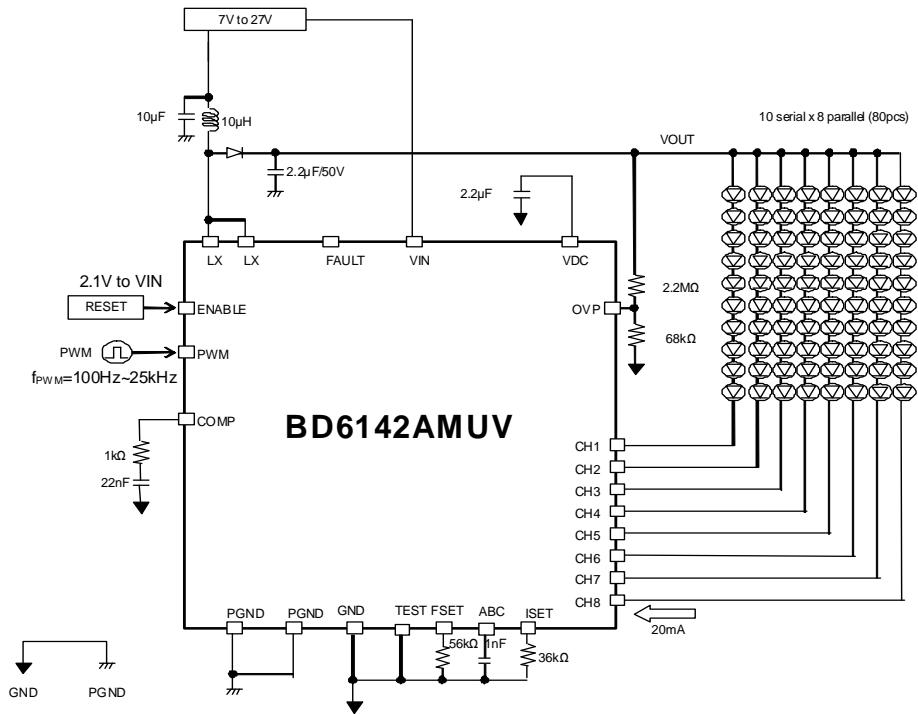 7V to 27V
10µF
10µH
10 serial x 8 parallel (80pcs)
VOUT
2.2µF/50V
2.2µF
LX
LX
FAULT
VIN
VDC
2.1V to VIN
RESET
ENABLE
2.2MΩ
OVP
68kΩ
PWM
PWM
fPWM=100Hz~25kHz
COMP
BD6142AMUV
1kΩ
22nF
CH1
CH2
CH3
CH4
CH5
CH6
CH7
CH8
20mA
PGND
PGND
GND
TEST
FSET
ABC
ISET
56kΩ
1nF
36kΩ
GND
PGND